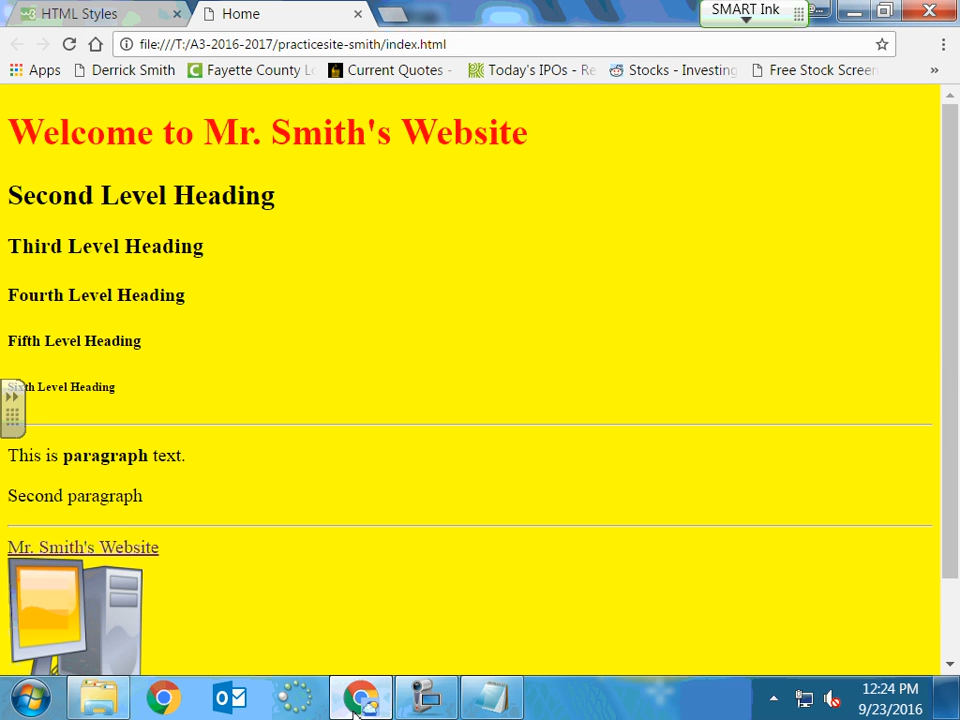 HTML Styles
Home
SMART Ink
file:///T:/A3-2016-2017/practicesite-smith/index.html
Apps
Derrick Smith
Fayette County
Current Quotes -
Today's IPOs - Re
Stocks - Investing
Free Stock Screen
»
Welcome to Mr. Smith's Website
Second Level Heading
Third Level Heading
Fourth Level Heading
Fifth Level Heading
Sixth Level Heading
This is paragraph text.
Second paragraph
Mr. Smith's Website
12:24 PM
9/23/2016